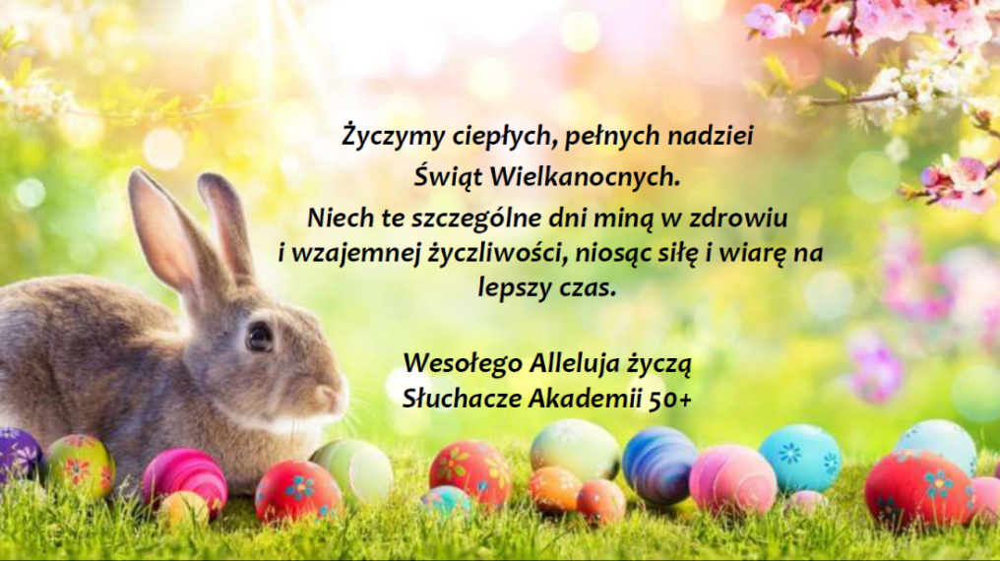 Życzymy ciepłych, pełnych nadziei
Świąt Wielkanocnych.
Niech te szczególne dni miną w zdrowiu
i wzajemnej życzliwości, niosąc siłę i wiarę na
lepszy czas.
Wesołego Alleluja życzą
Słuchacze Akademii 50+